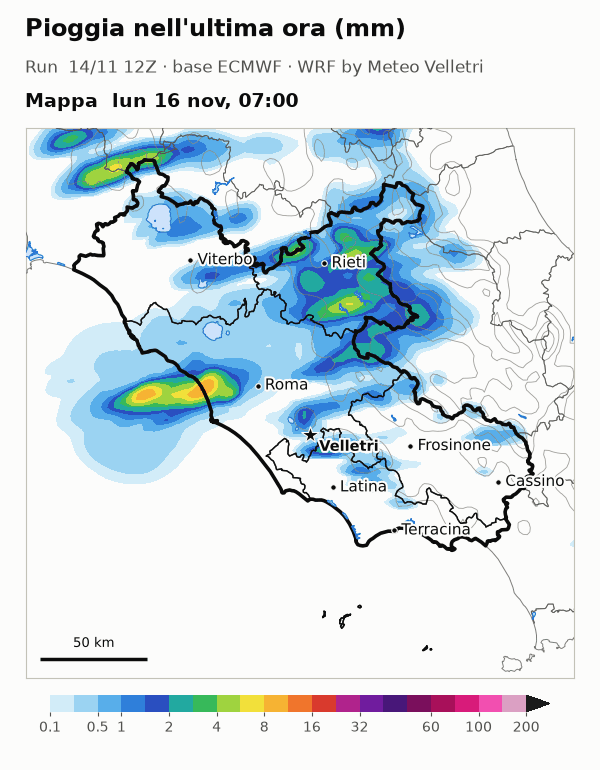 Pioggia nell'ultima ora (mm)
Run  14/11 12Z · base ECMWF · WRF by Meteo Velletri
Mappa  lun 16 nov, 07:00
Viterbo
Rieti
Roma
Velletri
Frosinone
Latina
Cassino
Terracina
50 km
0.1 0.5 1 2 4 8 16 32 60 100 200